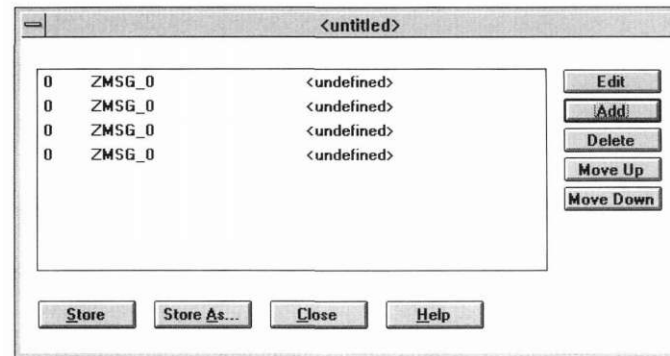 <untitled>
0 ZMSG_0 <undefined>
0 ZMSG_0 <undefined>
0 ZMSG_0 <undefined>
0 ZMSG_0 <undefined>
Edit
Add
Delete
Move Up
Move Down
Store Store As... Close Help